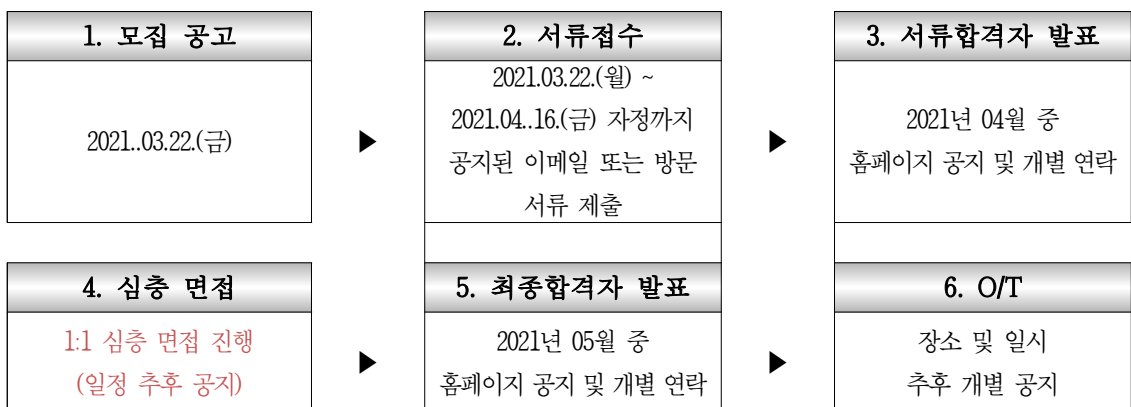 1. 모집 공고
2021..03.22.(금)
▶
2. 서류접수
2021.03.22.(월) ~
2021.04..16.(금) 자정까지
공지된 이메일 또는 방문
서류 제출
▶
3. 서류합격자 발표
2021년 04월 중
홈페이지 공지 및 개별 연락
4. 심층 면접
1:1 심층 면접 진행
(일정 추후 공지)
▶
5. 최종합격자 발표
2021년 05월 중
홈페이지 공지 및 개별 연락
▶
6. O/T
장소 및 일시
추후 개별 공지